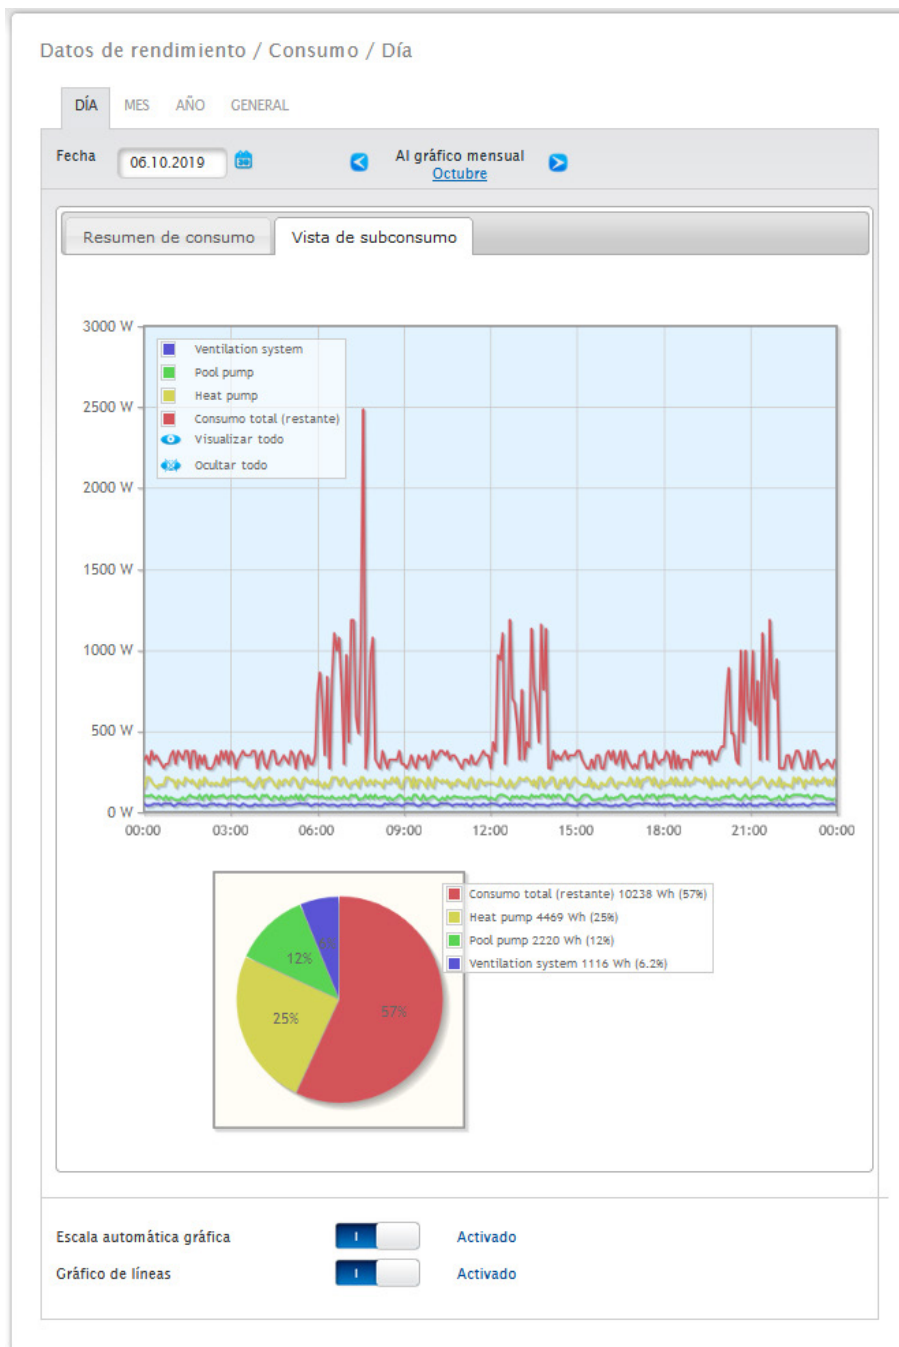 Datos de rendimiento / Consumo / Día
DÍA MES AÑO GENERAL
Fecha 06.10.2019 Al gráfico mensual
Octubre
Resumen de consumo Vista de subconsumo
3000 W
Ventilation system
Pool pump
Heat pump
2500 W
Consumo total (restante)
Visualizar todo
Ocultar todo
2000 W
1500 W
1000 W
500 W
0 W
00:00 03:00 06:00 09:00 12:00 15:00 18:00 21:00 00:00
Consumo total (restante) 10238 Wh (57%)
Heat pump 4469 Wh (25%)
Pool pump 2220 Wh (12%)
Ventilation system 1116 Wh (6.2%)
12%
57%
25%
Escala automática gráfica I Activado
Gráfico de líneas I Activado